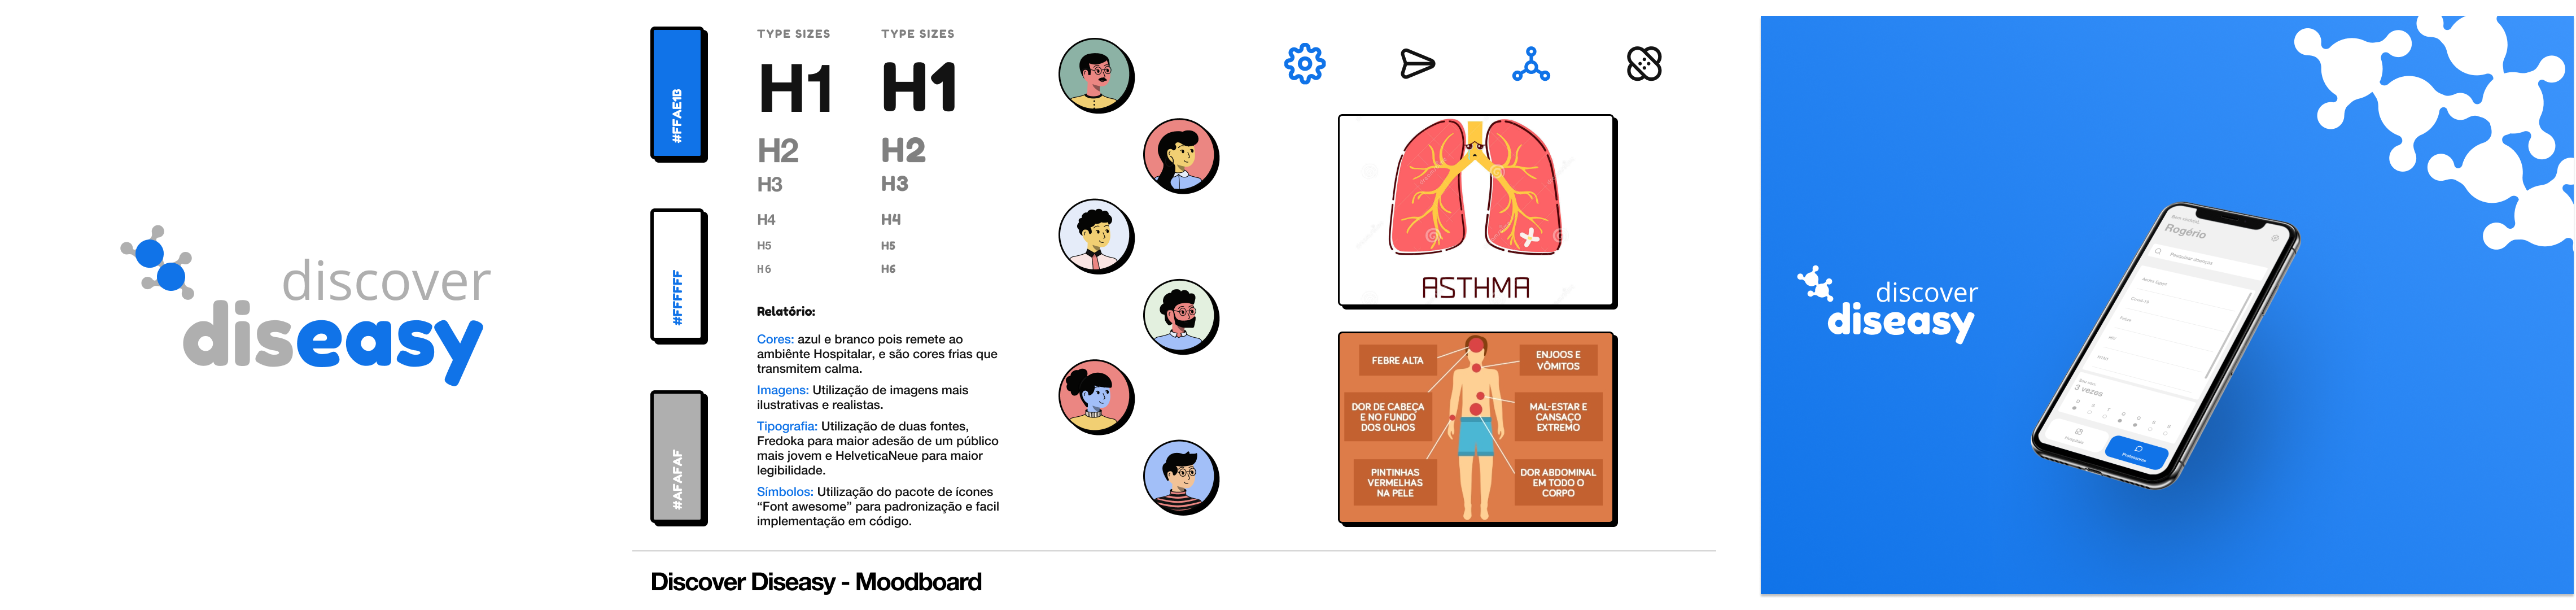 discover
diseasy
#FFAE1B
#FFFFFF
#AFAFAF
TYPE SIZES
H1
H2
H3
H4
H5
H6
TYPE SIZES
H1
H2
H3
H4
H5
H6
Relatório:
Cores: azul e branco pois remete ao
ambiênte Hospitalar, e são cores frias que
transmitem calma.
Imagens: Utilização de imagens mais
ilustrativas e realistas.
Tipografia: Utilização de duas fontes,
Fredoka para maior adesão de um público
mais jovem e HelveticaNeue para maior
legibilidade.
Símbolos: Utilização do pacote de ícones
“Font awesome” para padronização e facil
implementação em código.
ASTHMA
FEBRE ALTA
ENJOOS E
VÔMITOS
DOR DE CABEÇA
E NO FUNDO
DOS OLHOS
MAL-ESTAR E
CANSAÇO
EXTREMO
PINTINHAS
VERMELHAS
NA PELE
DOR ABDOMINAL
EM TODO O
CORPO
Discover Diseasy - Moodboard
discover
diseasy
Rogério
Pesquisar doenças
3 vezes